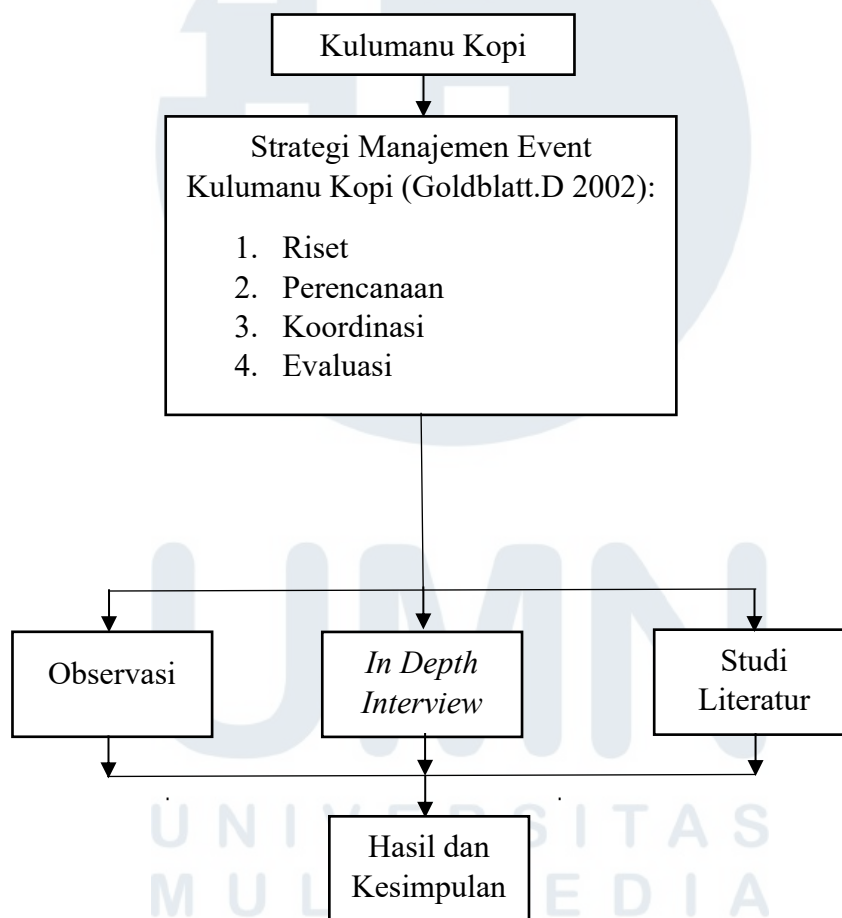 Kulumanu Kopi
Strategi Manajemen Event
Kulumanu Kopi (Goldblatt.D 2002):
1. Riset
2. Perencanaan
3. Koordinasi
4. Evaluasi
Observasi
In Depth
Interview
Studi
Literatur
Hasil dan
Kesimpulan
UMN
UNIVERSITAS
MULTIMEDIA